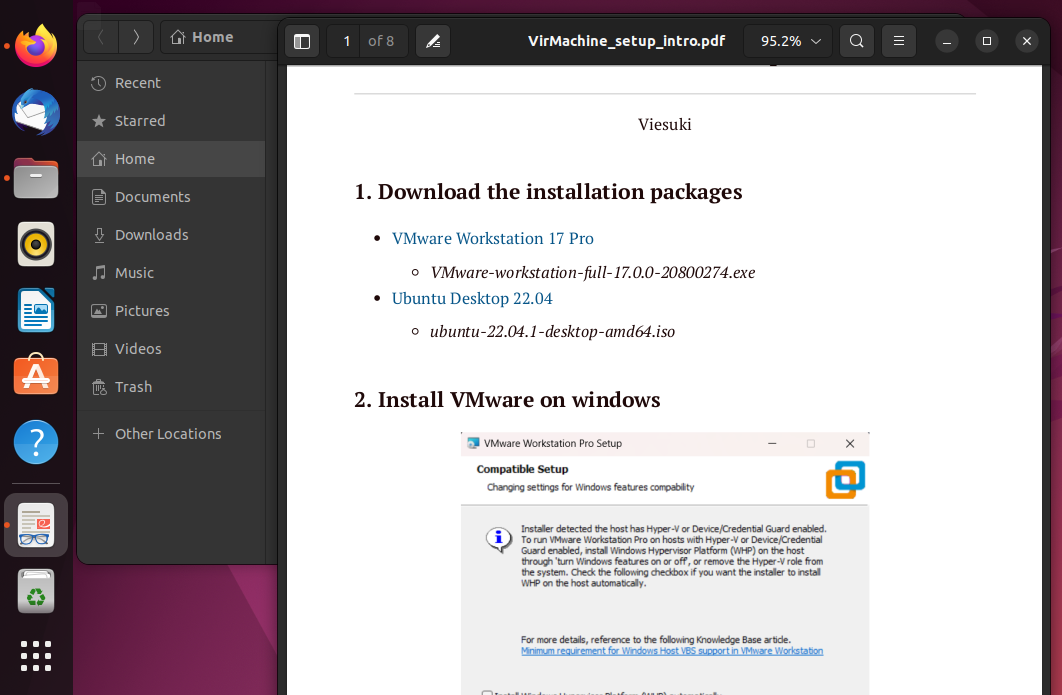 Home
Recent
Starred
Home
Documents
Downloads
Music
Pictures
Videos
Trash
Other Locations
1 of 8
VirMachine_setup_intro.pdf
95.2%
Viesuki
1. Download the installation packages
VMware Workstation 17 Pro
VMware-workstation-full-17.0.0-20800274.exe
Ubuntu Desktop 22.04
ubuntu-22.04.1-desktop-amd64.iso
2. Install VMware on windows
VMware Workstation Pro Setup
Compatible Setup
Changing settings for Windows features compability
Installer detected the host has Hyper-V or Device/Credential Guard enabled.
To run VMware Workstation Pro on hosts with Hyper-V or Device/Credential
Guard enabled, install Windows Hypervisor Platform (WHP) on the host
through 'turn Windows features on or off', or remove the Hyper-V role from
the system. Check the following checkbox if you want the installer to install
WHP on the host automatically.
For more details, reference to the following Knowledge Base article.
Minimum requirement for Windows Host VBS support in VMware Workstation
Install Windows Hypervisor Platform (WHP) automatically